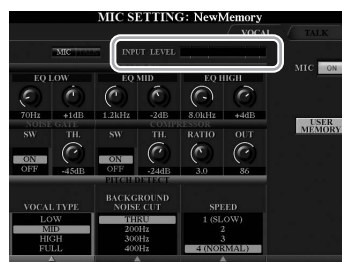 MIC SETTING: NewMemory
VOCAL TALK
MIC INPUT LEVEL
MIC ON
EQ LOW EQ MID EQ HIGH
70Hz +1dB 1.2kHz -2dB 8.0kHz +4dB
NOISE GATE COMPRESSOR
SW TH. SW TH. RATIO OUT
USER
MEMORY
ON ON
OFF -45dB OFF -24dB 3.0 86
PITCH DETECT
VOCAL TYPE BACKGROUND NOISE CUT SPEED
LOW THRU 1 (SLOW)
MID 200Hz 2
HIGH 300Hz 3
FULL 400Hz 4 (NORMAL)